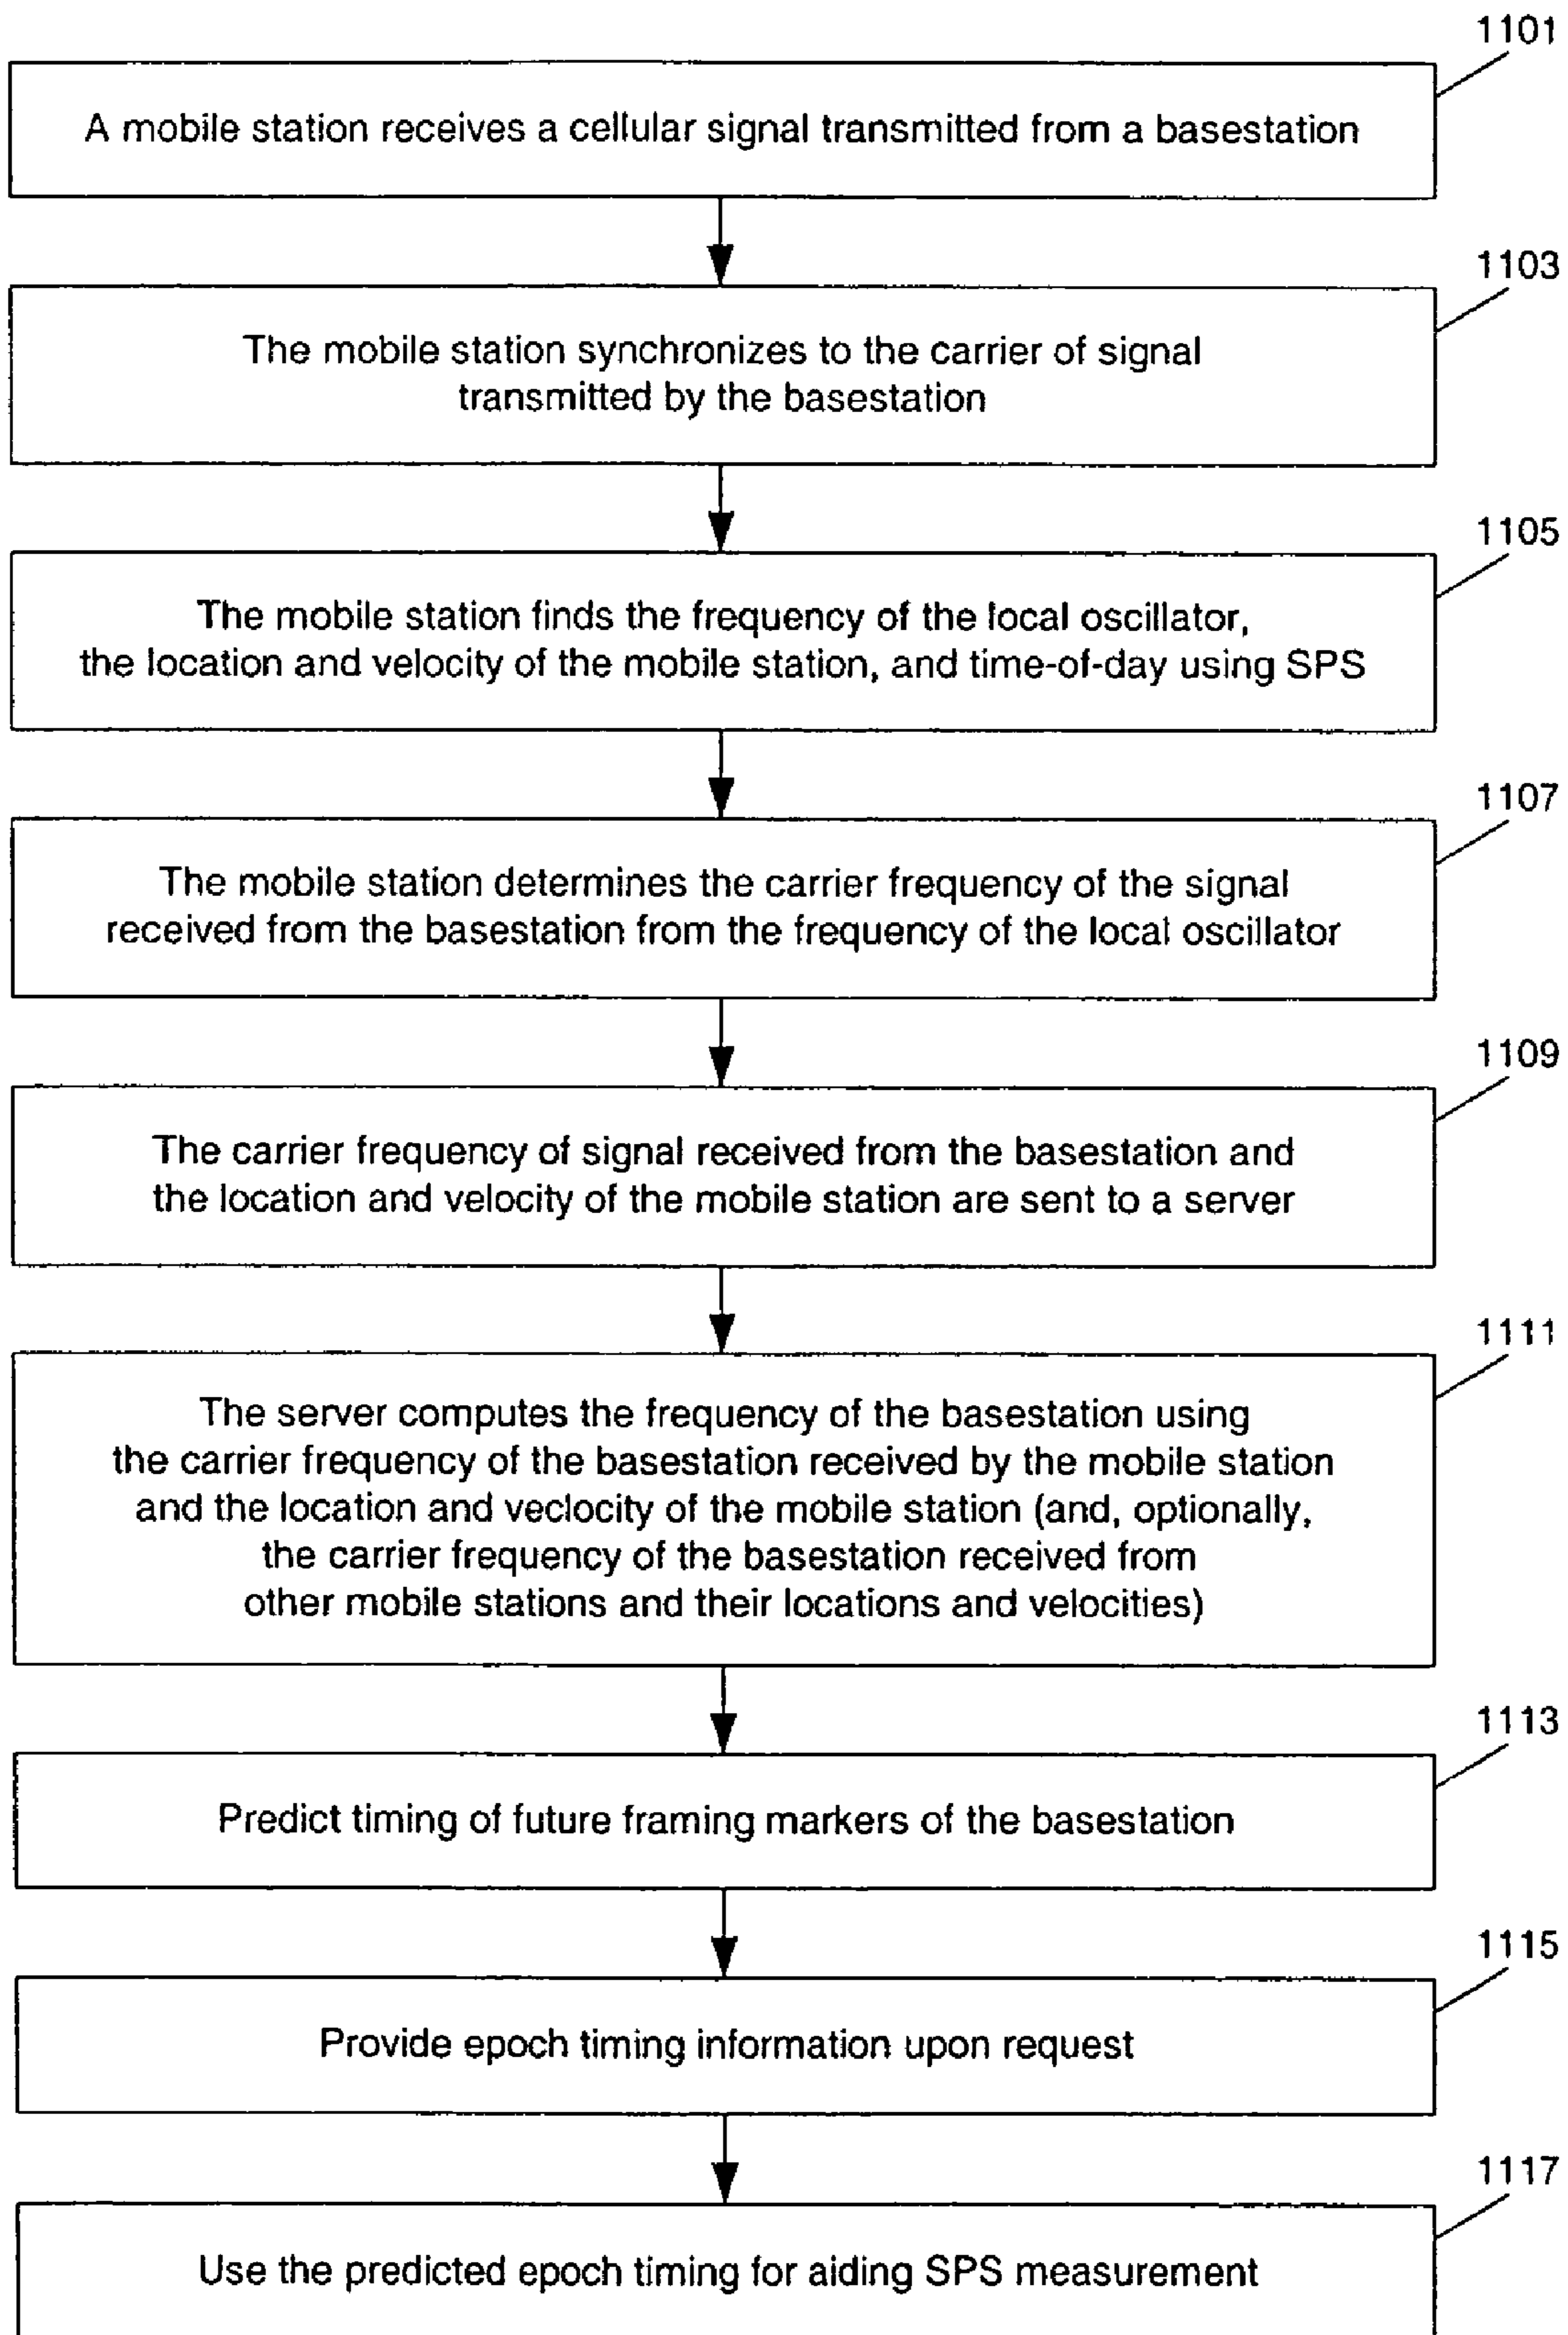 1101
A mobile station receives a cellular signal transmitted from a basestation
1103
The mobile station synchronizes to the carrier of signal
transmitted by the basestation
1105
The mobile station finds the frequency of the local oscillator,
the location and velocity of the mobile station, and time-of-day using SPS
1107
The mobile station determines the carrier frequency of the signal
received from the basestation from the frequency of the local oscillator
1109
The carrier frequency of signal received from the basestation and
the location and velocity of the mobile station are sent to a server
1111
The server computes the frequency of the basestation using
the carrier frequency of the basestation received by the mobile station
and the location and veclocity of the mobile station (and, optionally,
the carrier frequency of the basestation received from
other mobile stations and their locations and velocities)
1113
Predict timing of future framing markers of the basestation
1115
Provide epoch timing information upon request
1117
Use the predicted epoch timing for aiding SPS measurement